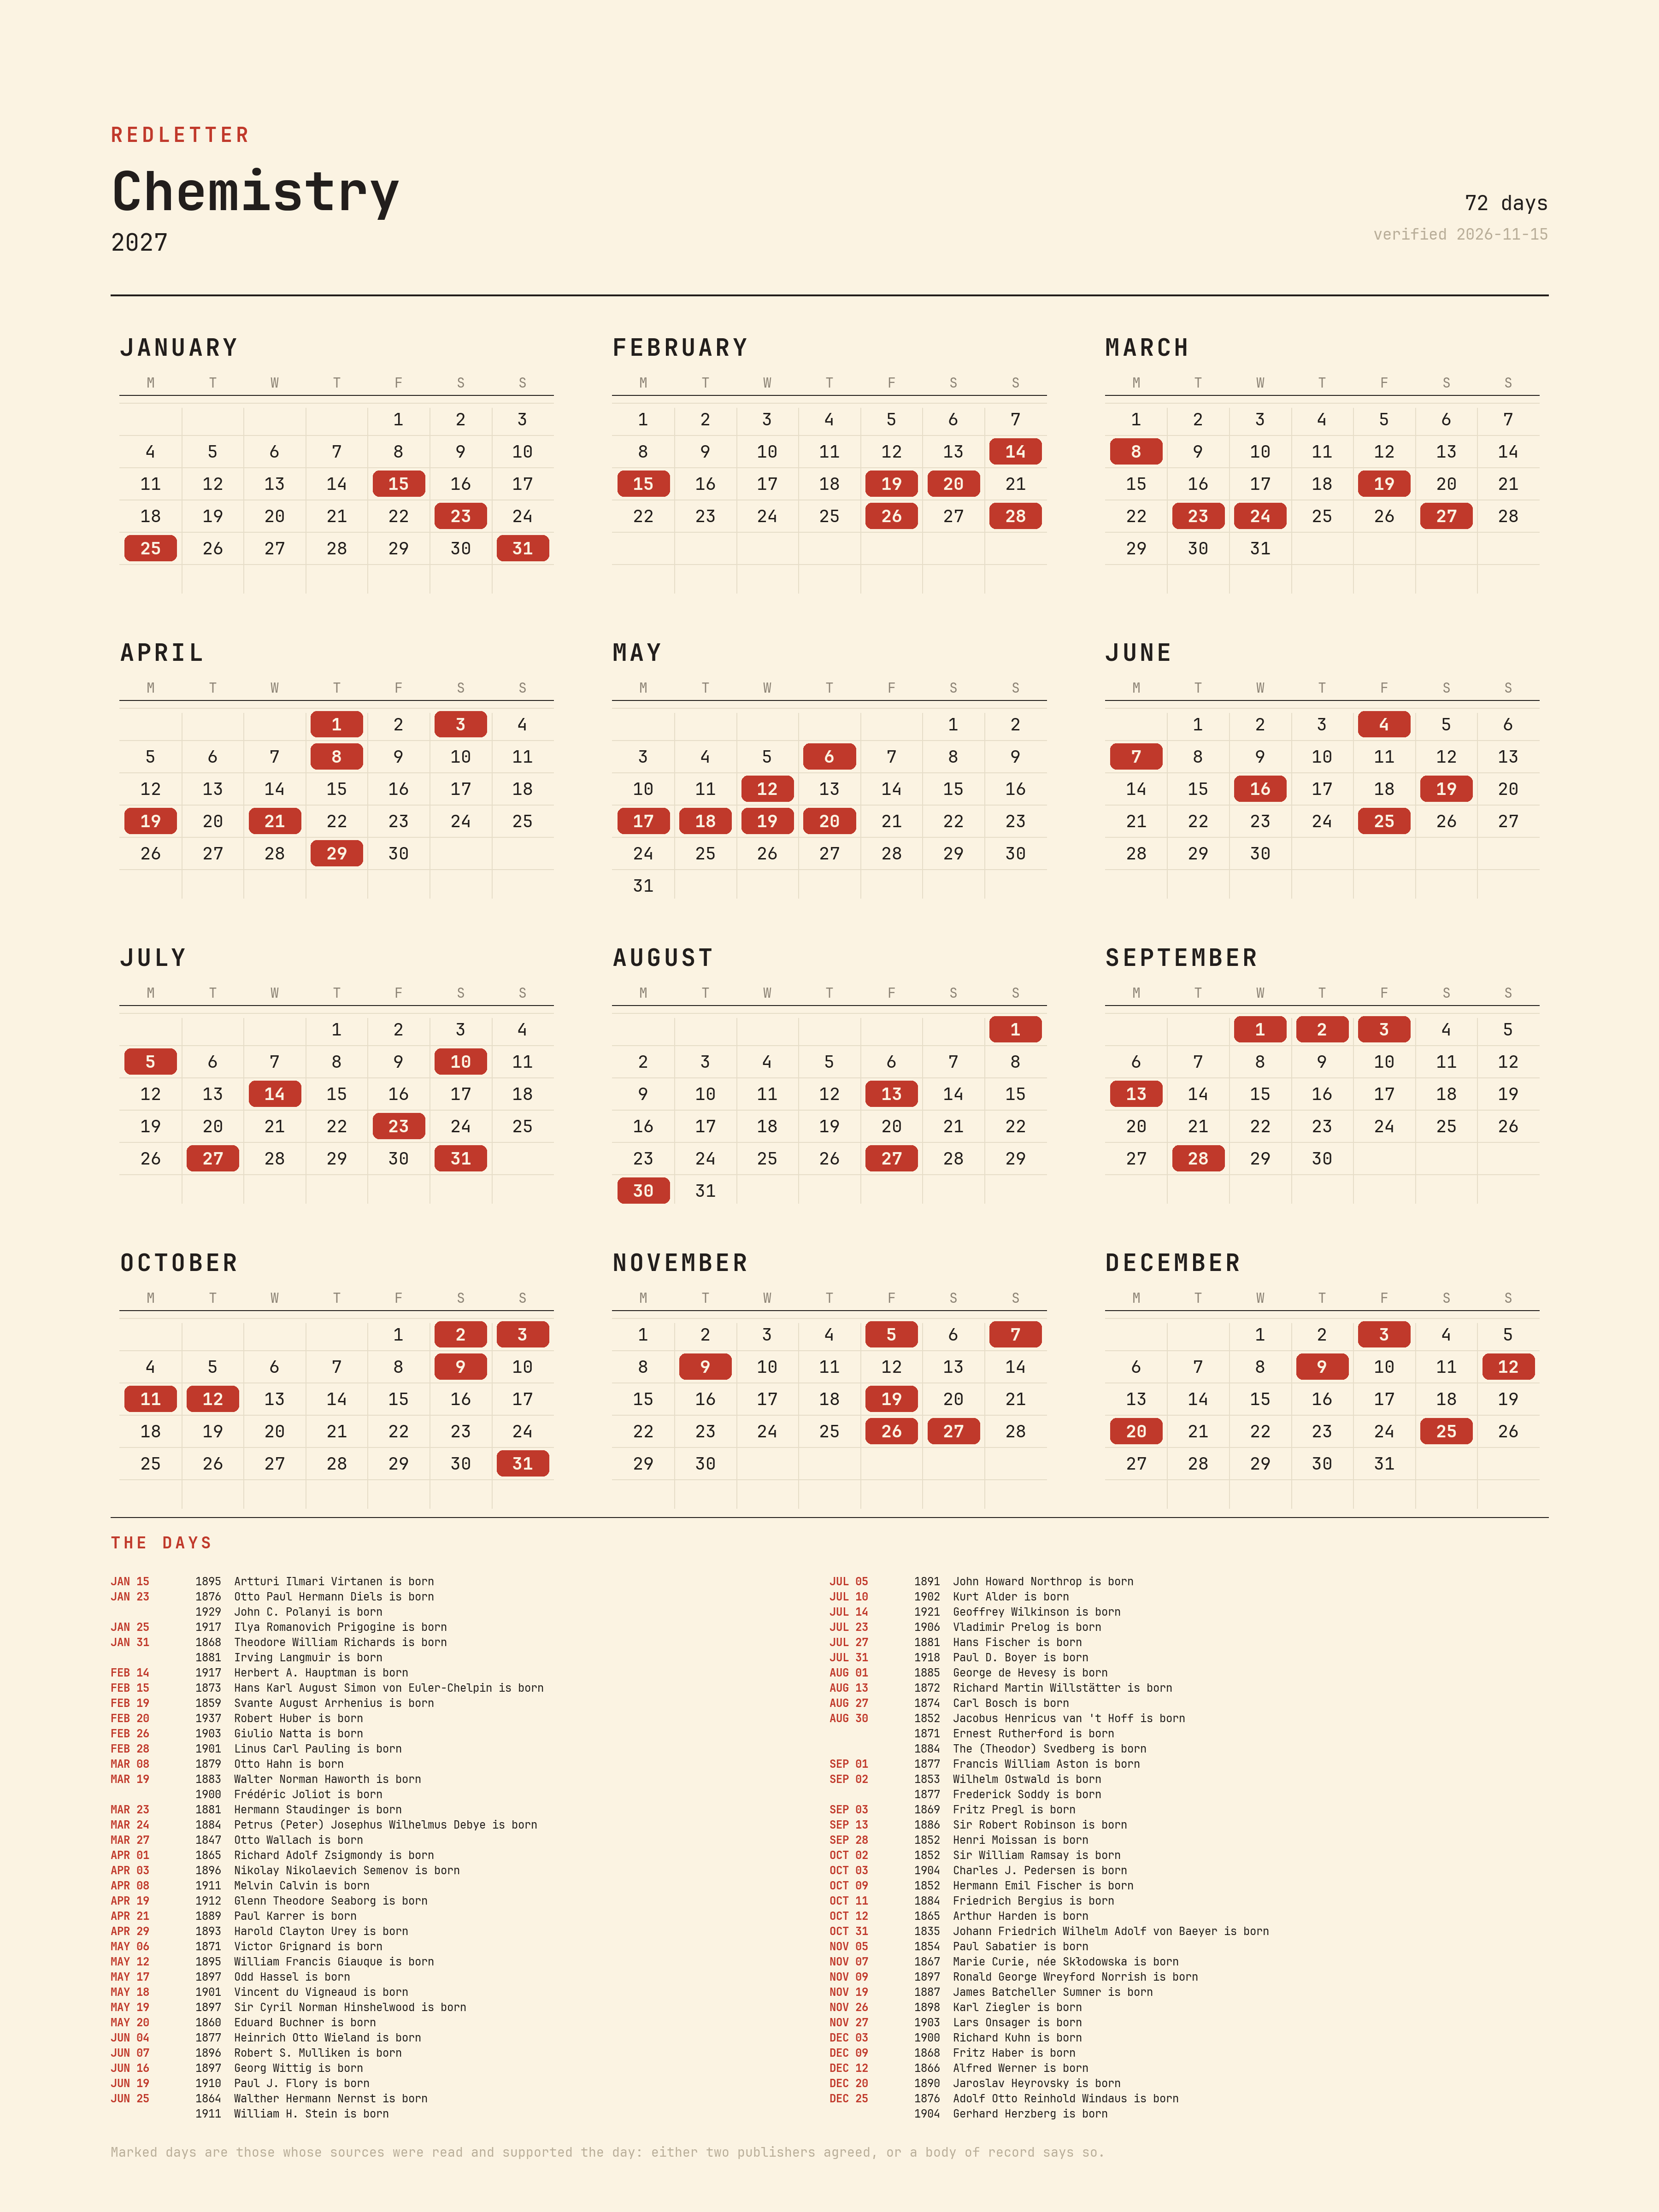 REDLETTER
Chemistry
2027
72 days
verified 2026-11-15
JANUARY
M T W T F S S
1 2 3
4 5 6 7 8 9 10
11 12 13 14 15 16 17
18 19 20 21 22 23 24
25 26 27 28 29 30 31
FEBRUARY
M T W T F S S
1 2 3 4 5 6 7
8 9 10 11 12 13 14
15 16 17 18 19 20 21
22 23 24 25 26 27 28
MARCH
M T W T F S S
1 2 3 4 5 6 7
8 9 10 11 12 13 14
15 16 17 18 19 20 21
22 23 24 25 26 27 28
29 30 31
APRIL
M T W T F S S
1 2 3 4
5 6 7 8 9 10 11
12 13 14 15 16 17 18
19 20 21 22 23 24 25
26 27 28 29 30
MAY
M T W T F S S
1 2
3 4 5 6 7 8 9
10 11 12 13 14 15 16
17 18 19 20 21 22 23
24 25 26 27 28 29 30
31
JUNE
M T W T F S S
1 2 3 4 5 6
7 8 9 10 11 12 13
14 15 16 17 18 19 20
21 22 23 24 25 26 27
28 29 30
JULY
M T W T F S S
1 2 3 4
5 6 7 8 9 10 11
12 13 14 15 16 17 18
19 20 21 22 23 24 25
26 27 28 29 30 31
AUGUST
M T W T F S S
1
2 3 4 5 6 7 8
9 10 11 12 13 14 15
16 17 18 19 20 21 22
23 24 25 26 27 28 29
30 31
SEPTEMBER
M T W T F S S
1 2 3 4 5
6 7 8 9 10 11 12
13 14 15 16 17 18 19
20 21 22 23 24 25 26
27 28 29 30
OCTOBER
M T W T F S S
1 2 3
4 5 6 7 8 9 10
11 12 13 14 15 16 17
18 19 20 21 22 23 24
25 26 27 28 29 30 31
NOVEMBER
M T W T F S S
1 2 3 4 5 6 7
8 9 10 11 12 13 14
15 16 17 18 19 20 21
22 23 24 25 26 27 28
29 30
DECEMBER
M T W T F S S
1 2 3 4 5
6 7 8 9 10 11 12
13 14 15 16 17 18 19
20 21 22 23 24 25 26
27 28 29 30 31
THE DAYS
JAN 15 1895 Artturi Ilmari Virtanen is born
JAN 23 1876 Otto Paul Hermann Diels is born
1929 John C. Polanyi is born
JAN 25 1917 Ilya Romanovich Prigogine is born
JAN 31 1868 Theodore William Richards is born
1881 Irving Langmuir is born
FEB 14 1917 Herbert A. Hauptman is born
FEB 15 1873 Hans Karl August Simon von Euler-Chelpin is born
FEB 19 1859 Svante August Arrhenius is born
FEB 20 1937 Robert Huber is born
FEB 26 1903 Giulio Natta is born
FEB 28 1901 Linus Carl Pauling is born
MAR 08 1879 Otto Hahn is born
MAR 19 1883 Walter Norman Haworth is born
1900 Frédéric Joliot is born
MAR 23 1881 Hermann Staudinger is born
MAR 24 1884 Petrus (Peter) Josephus Wilhelmus Debye is born
MAR 27 1847 Otto Wallach is born
APR 01 1865 Richard Adolf Zsigmondy is born
APR 03 1896 Nikolay Nikolaevich Semenov is born
APR 08 1911 Melvin Calvin is born
APR 19 1912 Glenn Theodore Seaborg is born
APR 21 1889 Paul Karrer is born
APR 29 1893 Harold Clayton Urey is born
MAY 06 1871 Victor Grignard is born
MAY 12 1895 William Francis Giauque is born
MAY 17 1897 Odd Hassel is born
MAY 18 1901 Vincent du Vigneaud is born
MAY 19 1897 Sir Cyril Norman Hinshelwood is born
MAY 20 1860 Eduard Buchner is born
JUN 04 1877 Heinrich Otto Wieland is born
JUN 07 1896 Robert S. Mulliken is born
JUN 16 1897 Georg Wittig is born
JUN 19 1910 Paul J. Flory is born
JUN 25 1864 Walther Hermann Nernst is born
1911 William H. Stein is born
JUL 05 1891 John Howard Northrop is born
JUL 10 1902 Kurt Alder is born
JUL 14 1921 Geoffrey Wilkinson is born
JUL 23 1906 Vladimir Prelog is born
JUL 27 1881 Hans Fischer is born
JUL 31 1918 Paul D. Boyer is born
AUG 01 1885 George de Hevesy is born
AUG 13 1872 Richard Martin Willstätter is born
AUG 27 1874 Carl Bosch is born
AUG 30 1852 Jacobus Henricus van 't Hoff is born
1871 Ernest Rutherford is born
1884 The (Theodor) Svedberg is born
SEP 01 1877 Francis William Aston is born
SEP 02 1853 Wilhelm Ostwald is born
1877 Frederick Soddy is born
SEP 03 1869 Fritz Pregl is born
SEP 13 1886 Sir Robert Robinson is born
SEP 28 1852 Henri Moissan is born
OCT 02 1852 Sir William Ramsay is born
OCT 03 1904 Charles J. Pedersen is born
OCT 09 1852 Hermann Emil Fischer is born
OCT 11 1884 Friedrich Bergius is born
OCT 12 1865 Arthur Harden is born
OCT 31 1835 Johann Friedrich Wilhelm Adolf von Baeyer is born
NOV 05 1854 Paul Sabatier is born
NOV 07 1867 Marie Curie, née Skłodowska is born
NOV 09 1897 Ronald George Wreyford Norrish is born
NOV 19 1887 James Batcheller Sumner is born
NOV 26 1898 Karl Ziegler is born
NOV 27 1903 Lars Onsager is born
DEC 03 1900 Richard Kuhn is born
DEC 09 1868 Fritz Haber is born
DEC 12 1866 Alfred Werner is born
DEC 20 1890 Jaroslav Heyrovsky is born
DEC 25 1876 Adolf Otto Reinhold Windaus is born
1904 Gerhard Herzberg is born
Marked days are those whose sources were read and supported the day: either two publishers agreed, or a body of record says so.